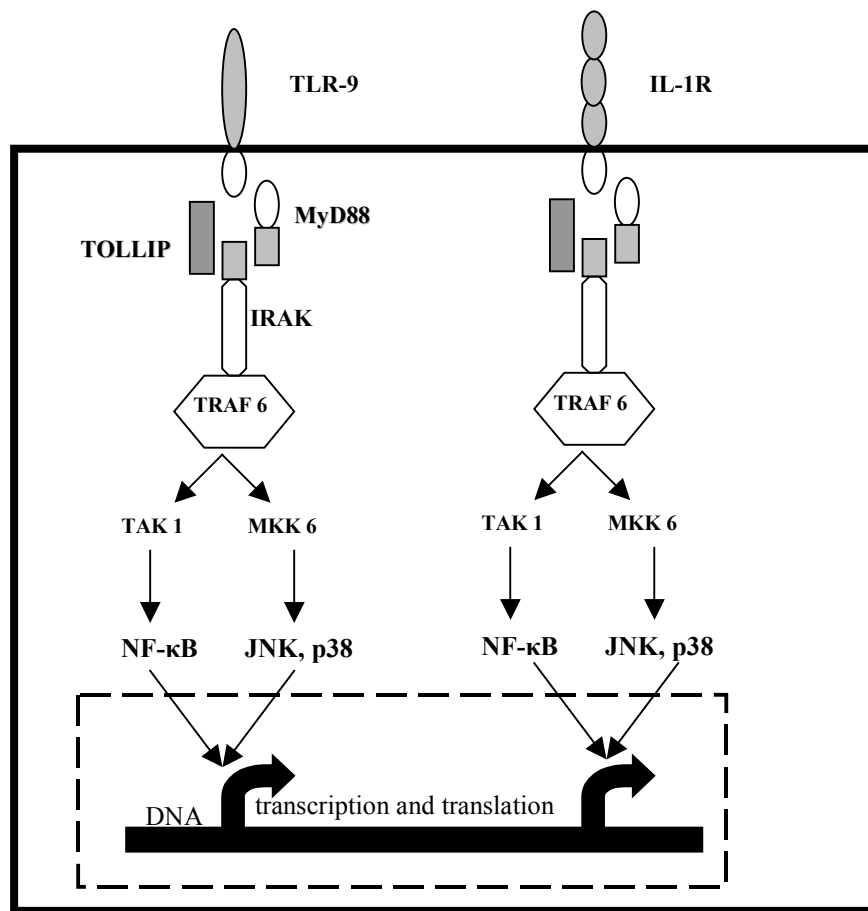 TLR-9
IL-1R
MyD88
TOLLIP
IRAK
TRAF 6
TRAF 6
TAK 1
MKK 6
TAK 1
MKK 6
NF-κB
JNK, p38
NF-κB
JNK, p38
DNA
transcription and translation